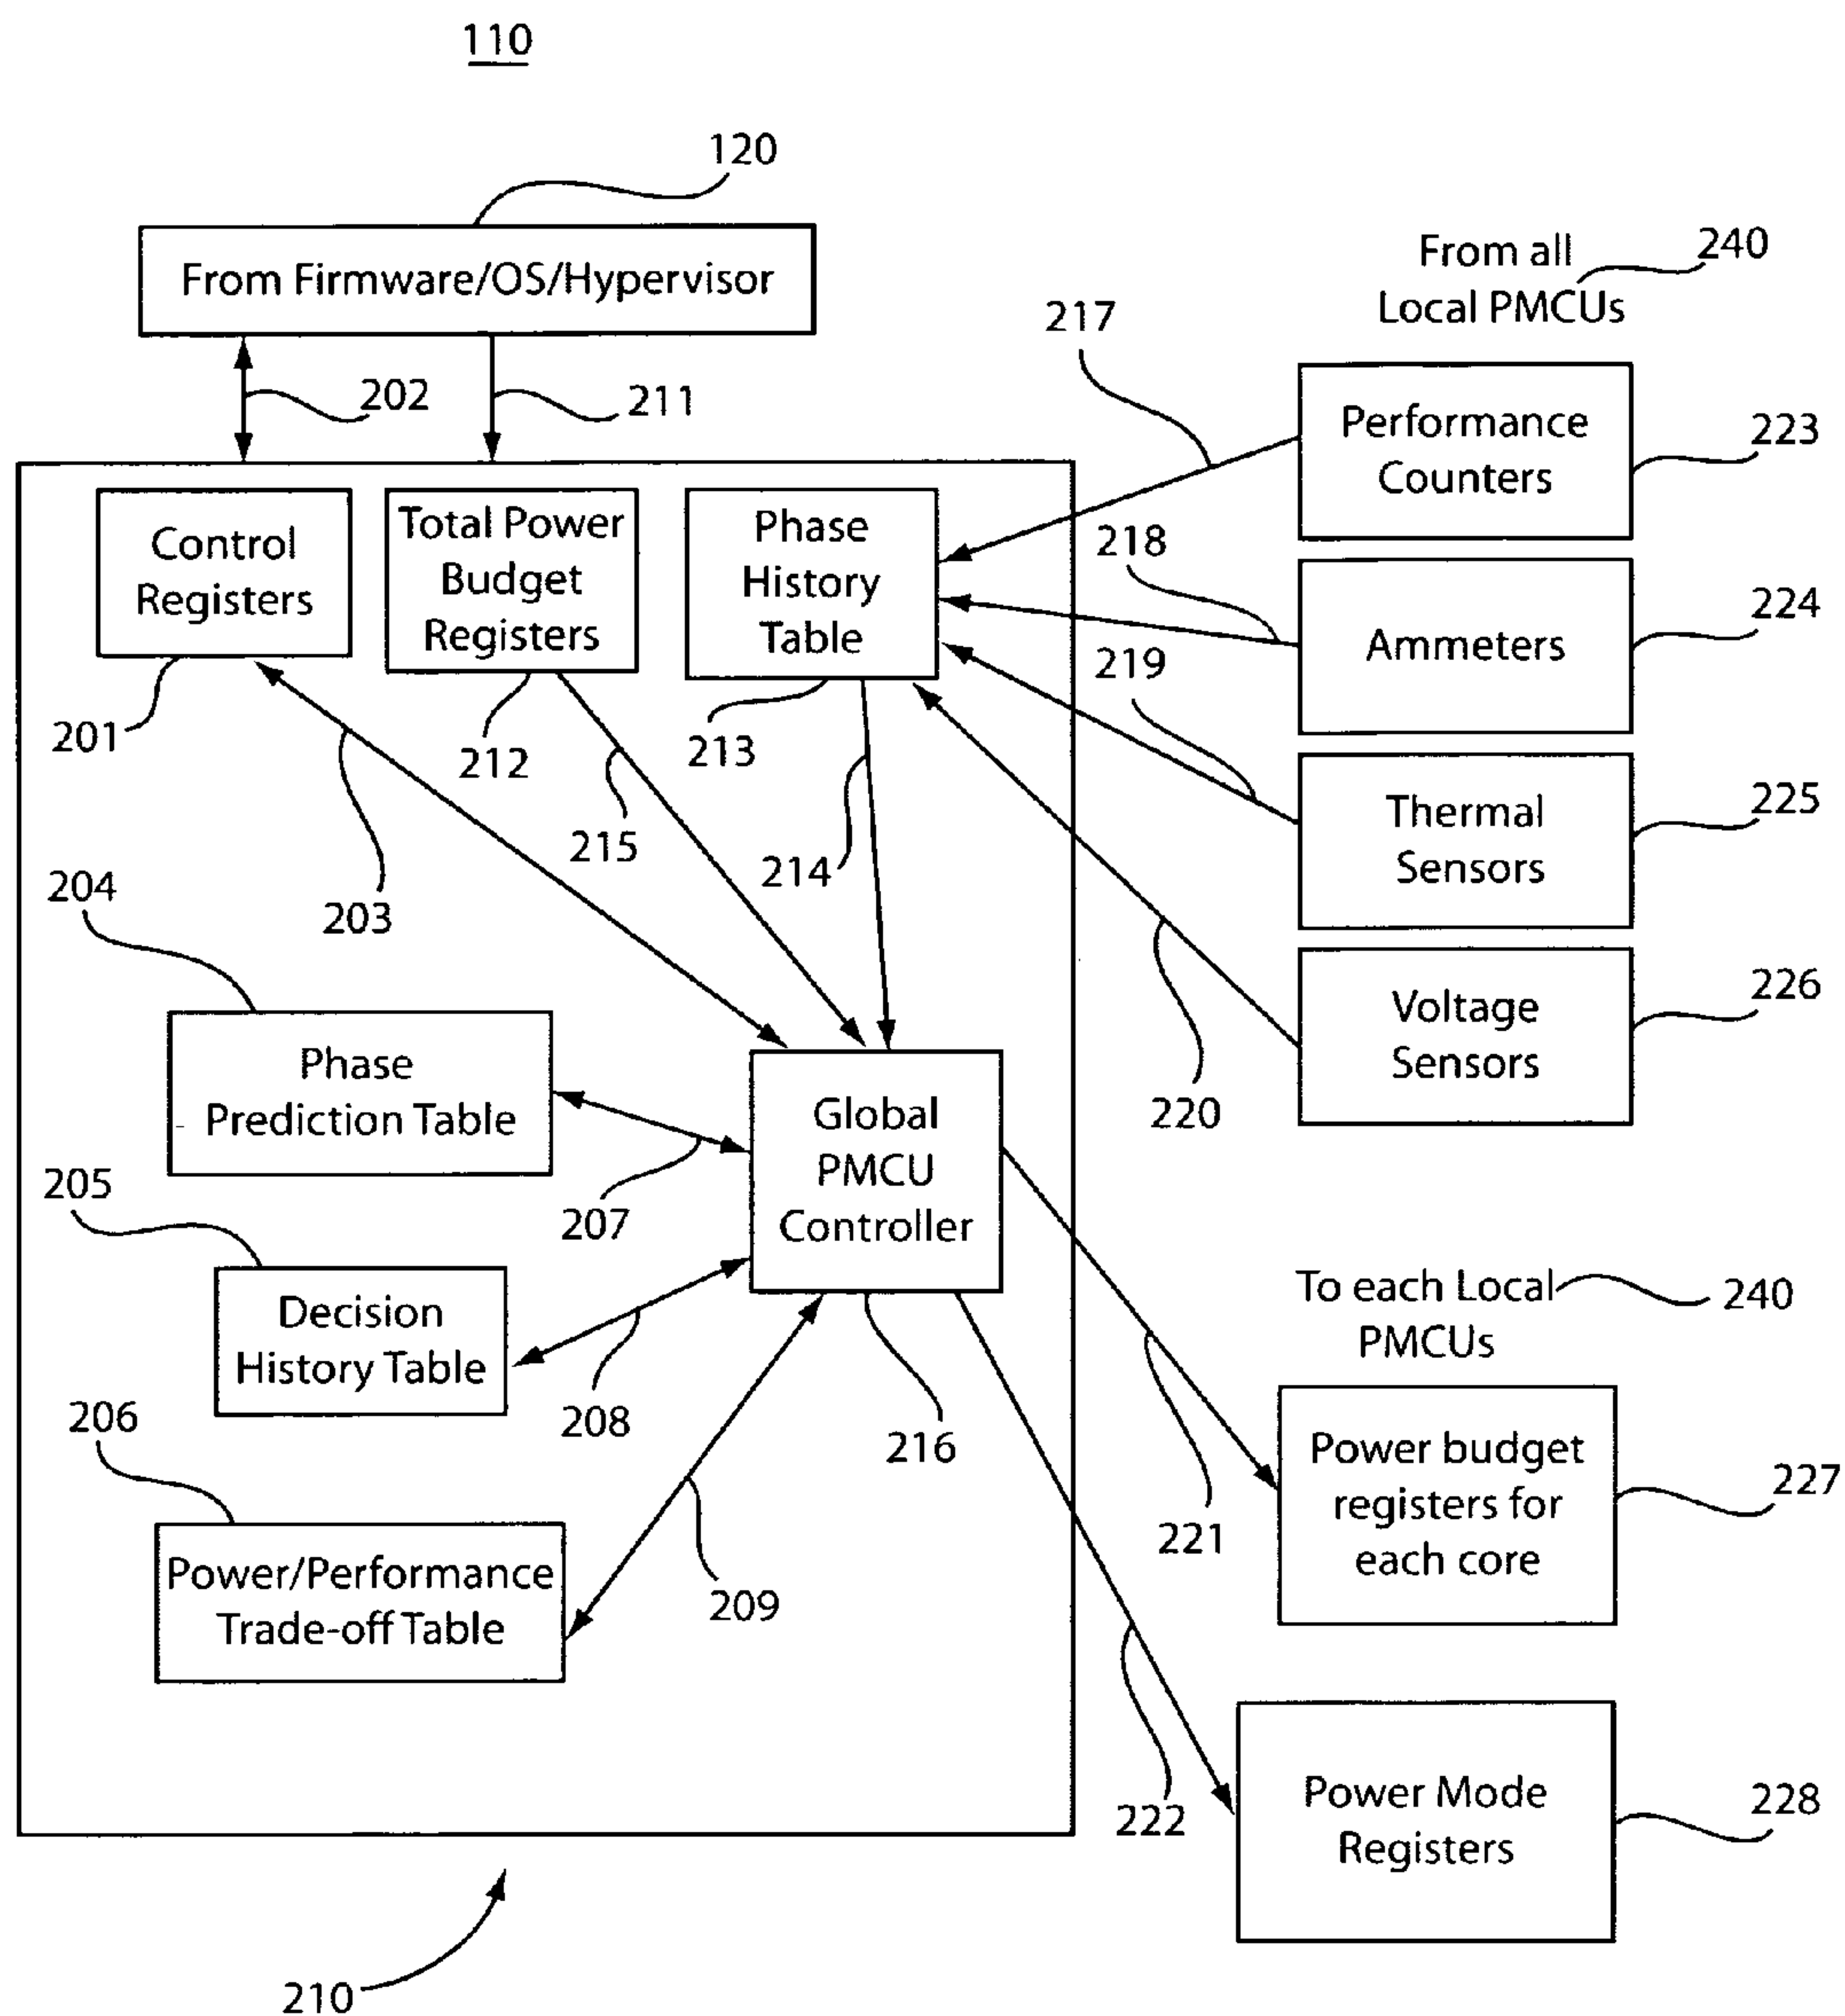 110
120
From Firmware/OS/Hypervisor
202
211
From all
Local PMCUs
240
217
Performance
Counters
223
Control
Registers
201
Total Power
Budget
Registers
212
Phase
History
Table
213
218
Ammeters
224
219
Thermal
Sensors
225
203
215
214
204
Phase
Prediction Table
207
220
Voltage
Sensors
226
Global
PMCU
Controller
216
205
Decision
History Table
208
To each Local
PMCUs
240
206
Power/Performance
Trade-off Table
209
221
Power budget
registers for
each core
227
222
Power Mode
Registers
228
210